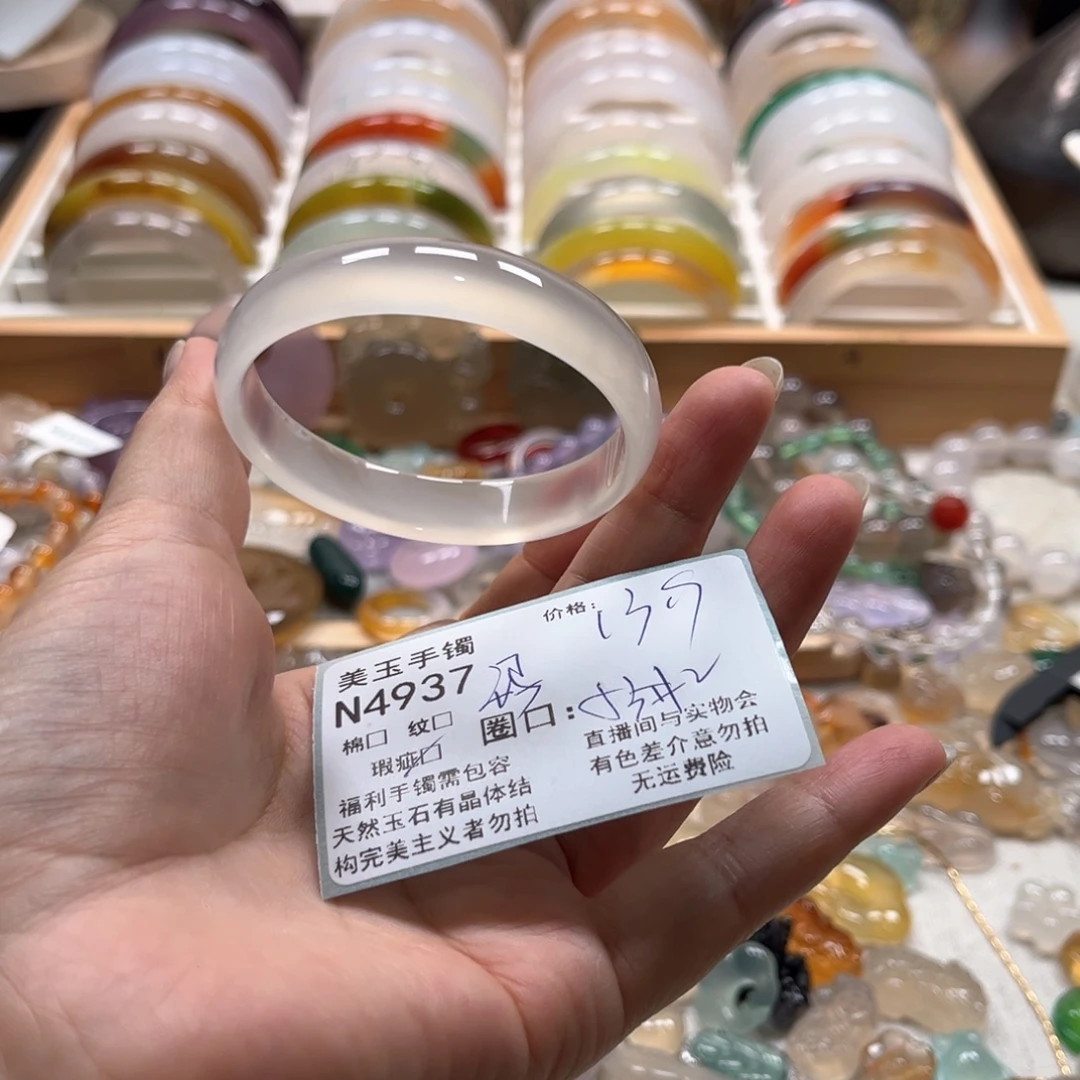 价格：139
美玉手镯
N4937
圈口：
棉□ 纹□
瑕疵☑
福利手镯需包容
天然玉石有晶体结
构完美主义者勿拍
直播间与实物会
有色差介意勿拍
无运费险